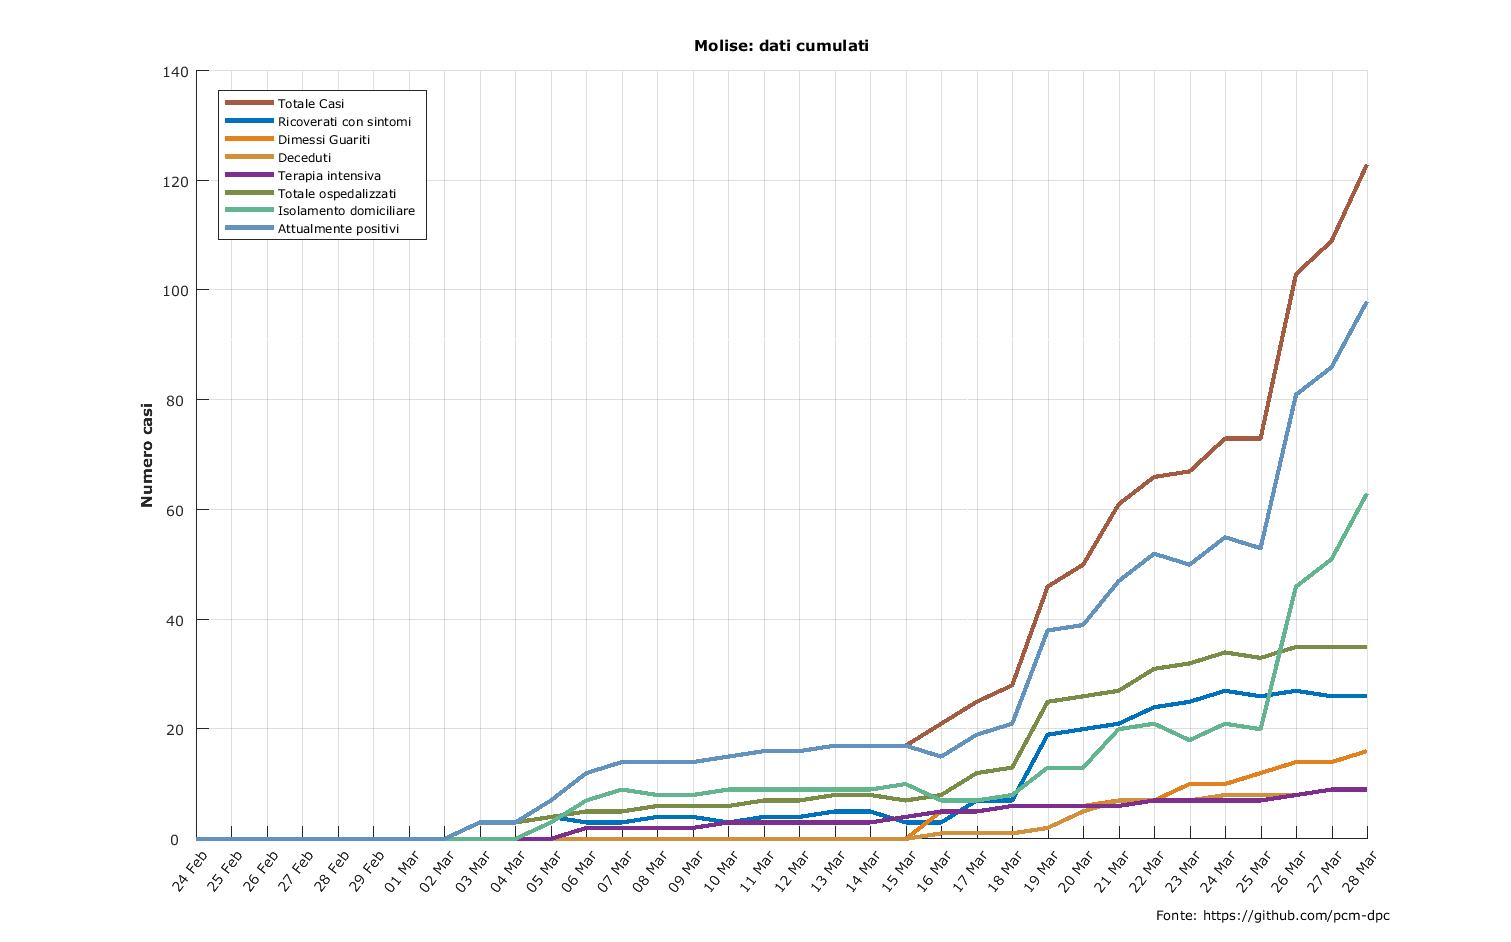 Molise: dati cumulati
140
120
100
80
60
40
20
0
Numero casi
Totale Casi
Ricoverati con sintomi
Dimessi Guariti
Deceduti
Terapia intensiva
Totale ospedalizzati
Isolamento domiciliare
Attualmente positivi
24 Feb
25 Feb
26 Feb
27 Feb
28 Feb
29 Feb
01 Mar
02 Mar
03 Mar
04 Mar
05 Mar
06 Mar
07 Mar
08 Mar
09 Mar
10 Mar
11 Mar
12 Mar
13 Mar
14 Mar
15 Mar
16 Mar
17 Mar
18 Mar
19 Mar
20 Mar
21 Mar
22 Mar
23 Mar
24 Mar
25 Mar
26 Mar
27 Mar
28 Mar
Fonte: https://github.com/pcm-dpc